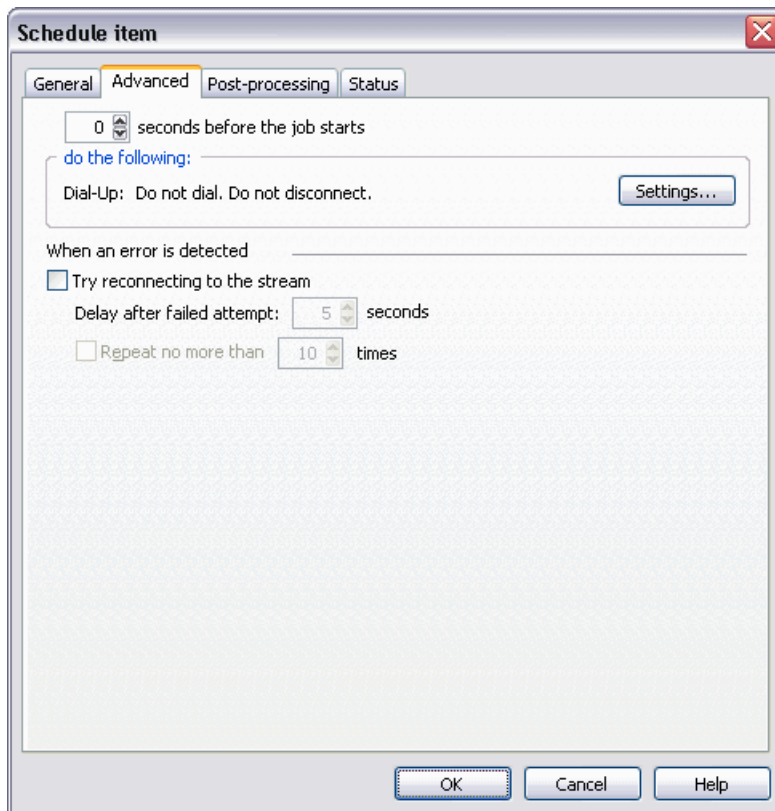 Schedule item
General Advanced Post-processing Status
0 seconds before the job starts
do the following:
Dial-Up: Do not dial. Do not disconnect. Settings...
When an error is detected
Try reconnecting to the stream
Delay after failed attempt: 5 seconds
Repeat no more than 10 times
OK Cancel Help